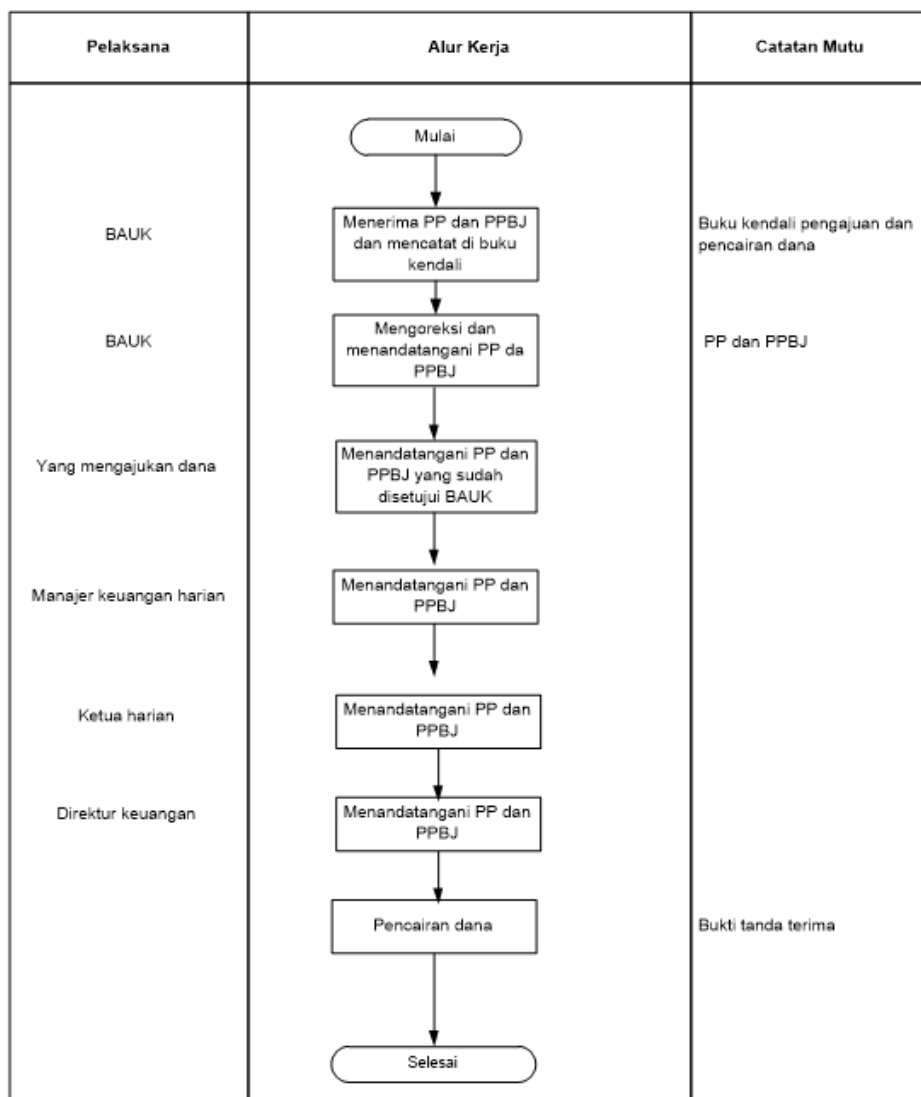 Pelaksana
Alur Kerja
Catatan Mutu
Mulai
BAUK
Menerima PP dan PPBJ
dan mencatat di buku
kendali
Buku kendali pengajuan dan
pencairan dana
BAUK
Mengoreksi dan
menandatangani PP da
PPBJ
PP dan PPBJ
Yang mengajukan dana
Menandatangani PP dan
PPBJ yang sudah
disetujui BAUK
Manajer keuangan harian
Menandatangani PP dan
PPBJ
Ketua harian
Menandatangani PP dan
PPBJ
Direktur keuangan
Menandatangani PP dan
PPBJ
Pencairan dana
Bukti tanda terima
Selesai